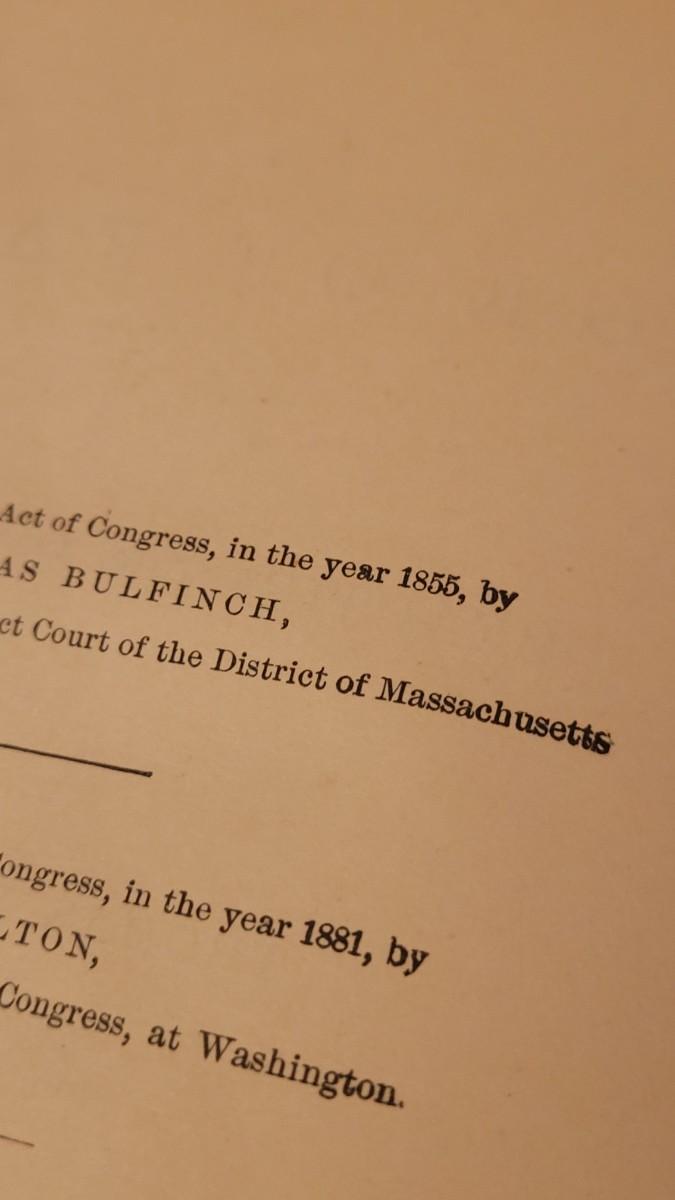 Act of Congress, in the year 1855, by
AS BULFINCH,
ct Court of the District of Massachusetts
ongress, in the year 1881, by
LTON,
Congress, at Washington.